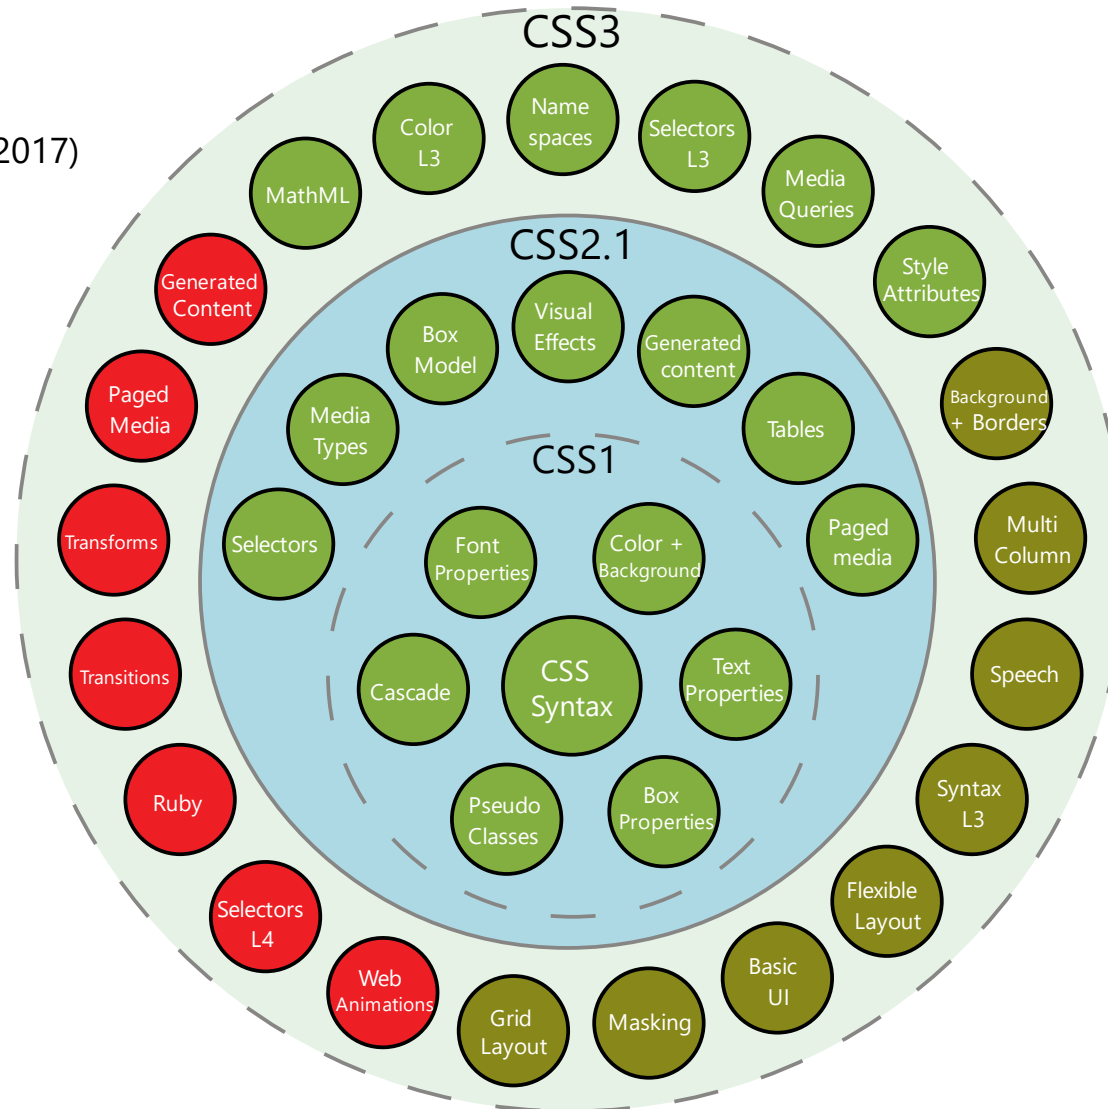 CSS3
2017)
Name
spaces
Selectors
L3
Media
Queries
Style
Attributes
Background
+ Borders
Multi
Column
Speech
Syntax
L3
Flexible
Layout
Basic
UI
Masking
Grid
Layout
Web
Animations
Selectors
L4
Ruby
Transitions
Transforms
Paged
Media
Generated
Content
MathML
Color
L3
CSS2.1
Selectors
Media
Types
Box
Model
Visual
Effects
Generated
content
Tables
Paged
media
CSS1
Font
Properties
Color +
Background
Cascade
CSS
Syntax
Text
Properties
Pseudo
Classes
Box
Properties